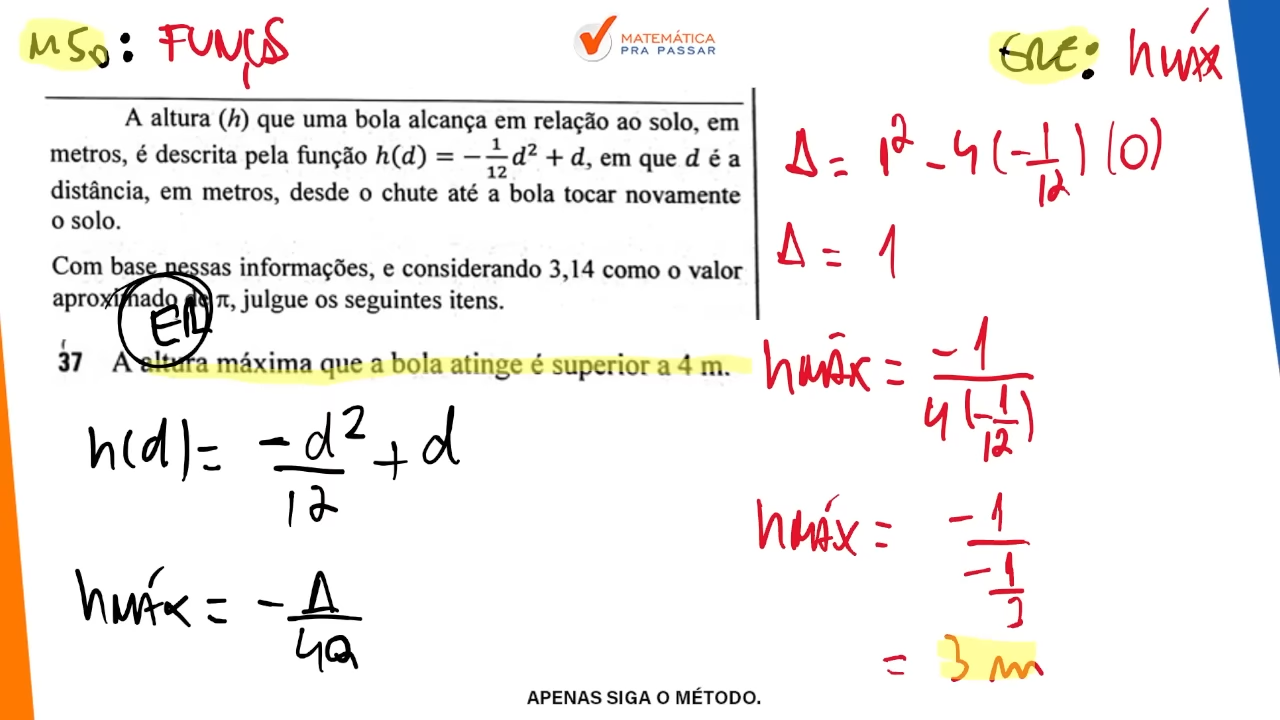 M50: FUNÇS
MATEMÁTICA
PRA PASSAR
GRE: hMÁX
A altura (h) que uma bola alcança em relação ao solo, em
metros, é descrita pela função h(d) = −1/12 d² + d, em que d é a
distância, em metros, desde o chute até a bola tocar novamente
o solo.
Com base nessas informações, e considerando 3,14 como o valor
aproximado de π, julgue os seguintes itens.
37 A altura máxima que a bola atinge é superior a 4 m.
h(d) = -d²/12 + d
hMÁX = -Δ/4a
Δ = 1² - 4(-1/12)(0)
Δ = 1
hMÁX = -1/4(-1/12)
hMÁX = -1/-1/3
= 3 m
APENAS SIGA O MÉTODO.